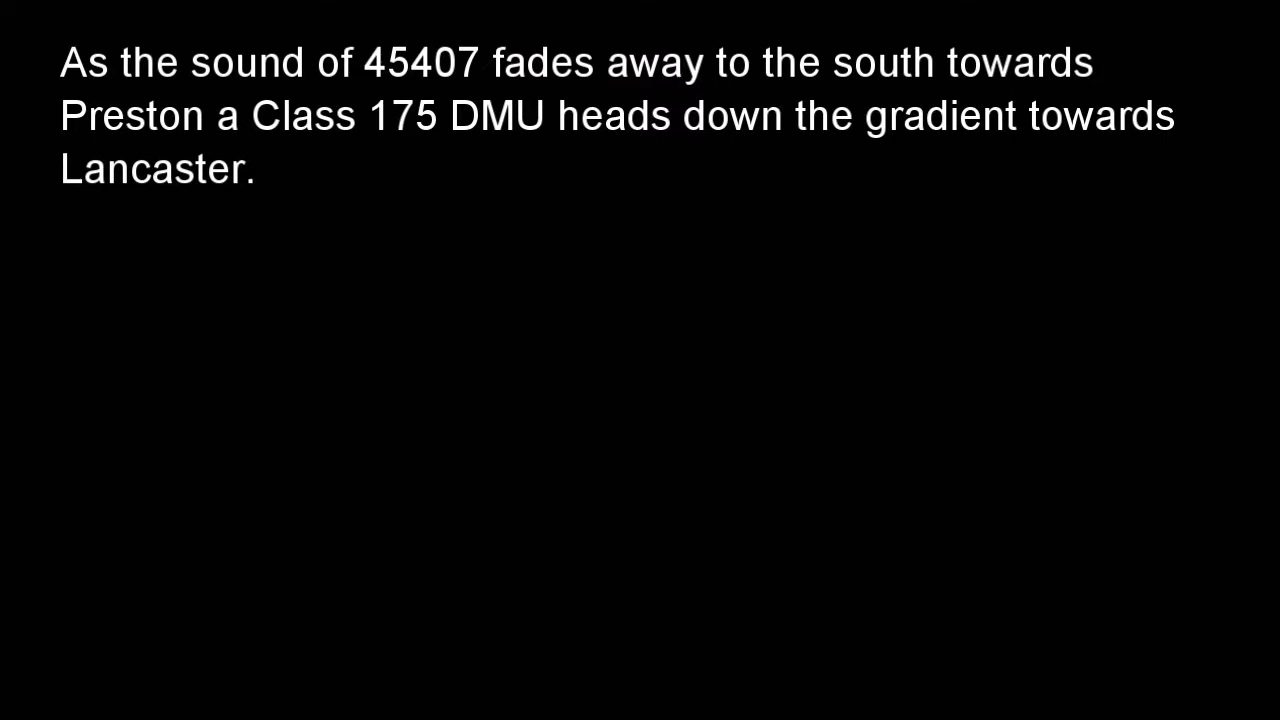 As the sound of 45407 fades away to the south towards
Preston a Class 175 DMU heads down the gradient towards
Lancaster.